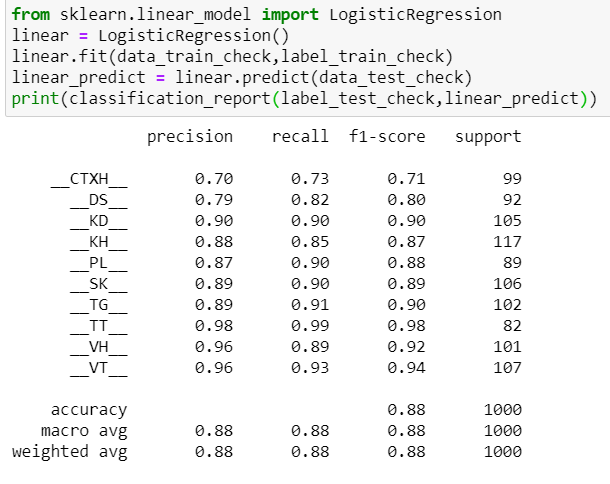 from sklearn.linear_model import LogisticRegression
linear = LogisticRegression()
linear.fit(data_train_check,label_train_check)
linear_predict = linear.predict(data_test_check)
print(classification_report(label_test_check,linear_predict))
precision recall f1-score support
__CTXH__ 0.70 0.73 0.71 99
__DS__ 0.79 0.82 0.80 92
__KD__ 0.90 0.90 0.90 105
__KH__ 0.88 0.85 0.87 117
__PL__ 0.87 0.90 0.88 89
__SK__ 0.89 0.90 0.89 106
__TG__ 0.89 0.91 0.90 102
__TT__ 0.98 0.99 0.98 82
__VH__ 0.96 0.89 0.92 101
__VT__ 0.96 0.93 0.94 107
accuracy 0.88 1000
macro avg 0.88 0.88 0.88 1000
weighted avg 0.88 0.88 0.88 1000